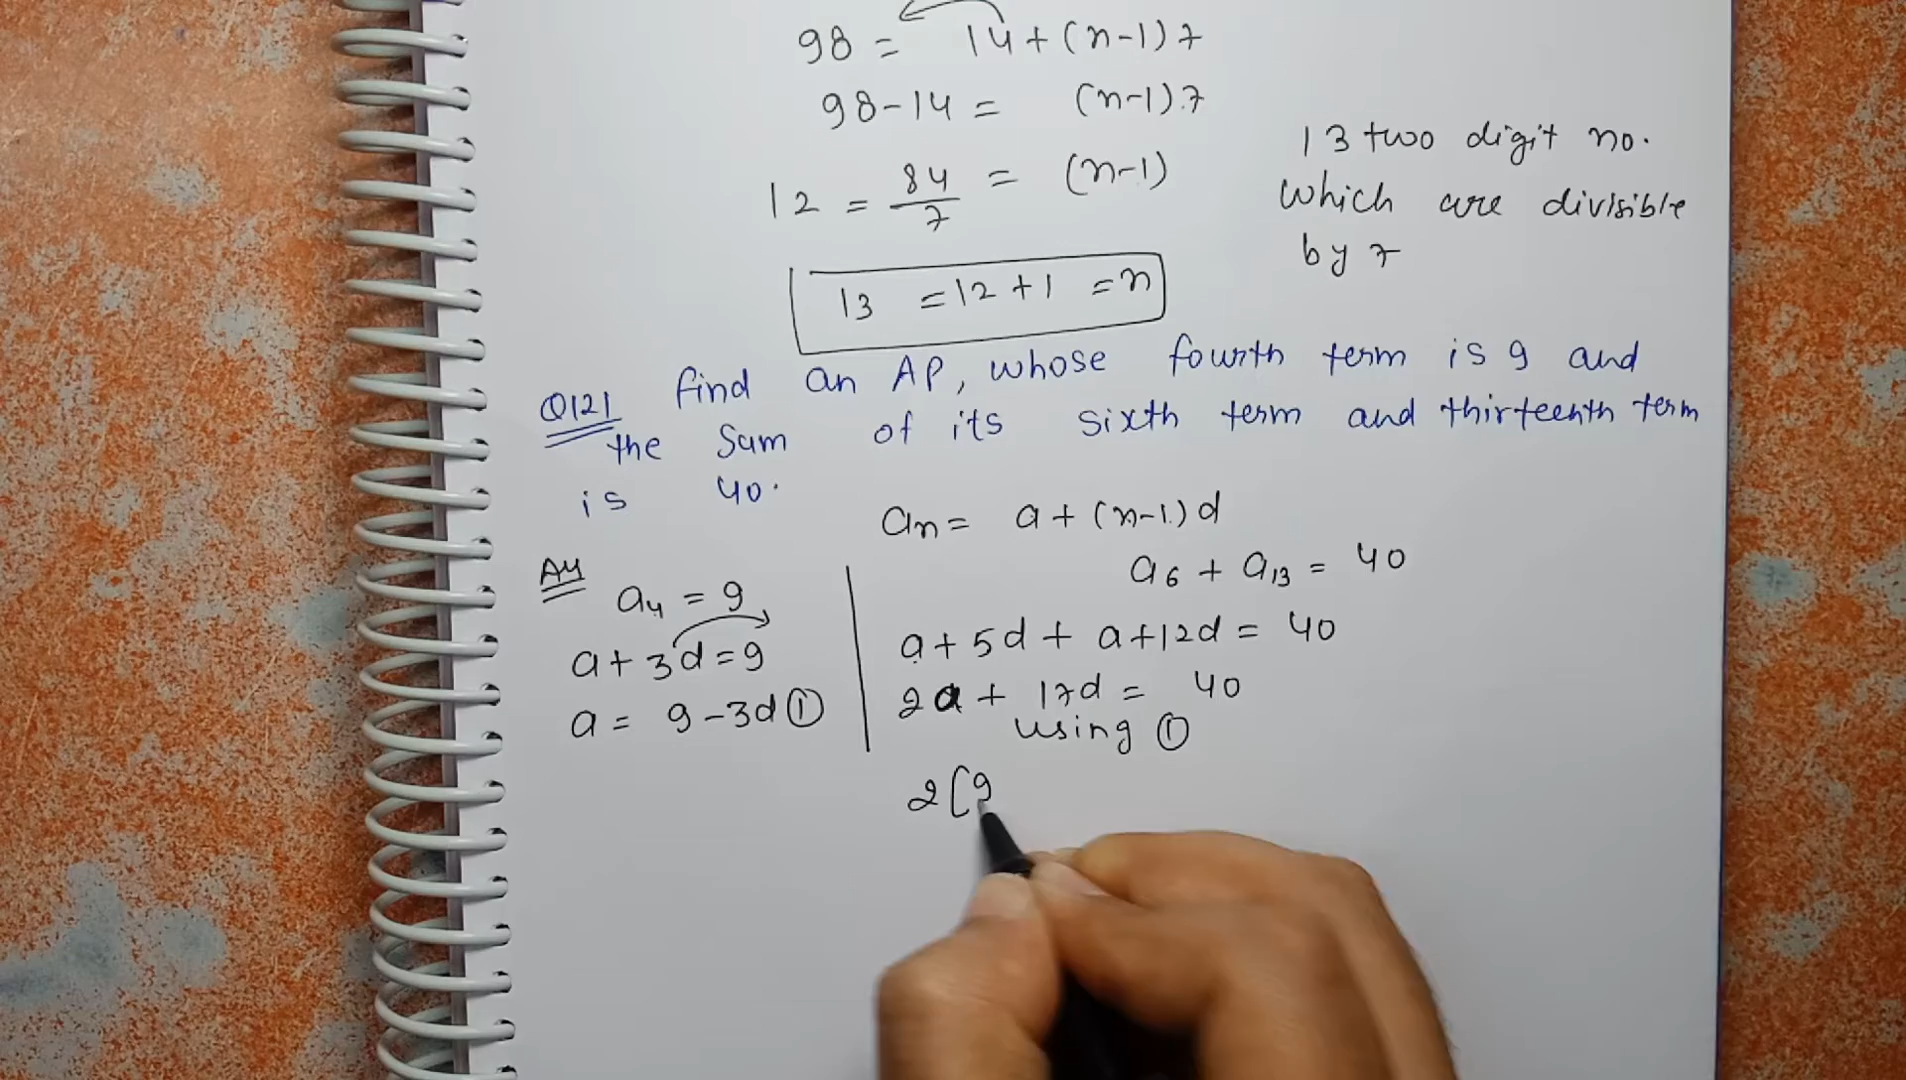 98 = 14 + (n-1) 7
98-14 = (n-1).7
12 = 84/7 = (n-1)
13 = 12 + 1 = n
13 two digit no.
which are divisible
by 7
Q12| find an AP, whose fourth term is 9 and
the Sum of its sixth term and thirteenth term
is 40.
an = a + (n-1) d
a4 = 9
a + 3d = 9
a = 9 - 3d ①
a6 + a13 = 40
a + 5d + a + 12d = 40
2a + 17d = 40
using ①
2(9